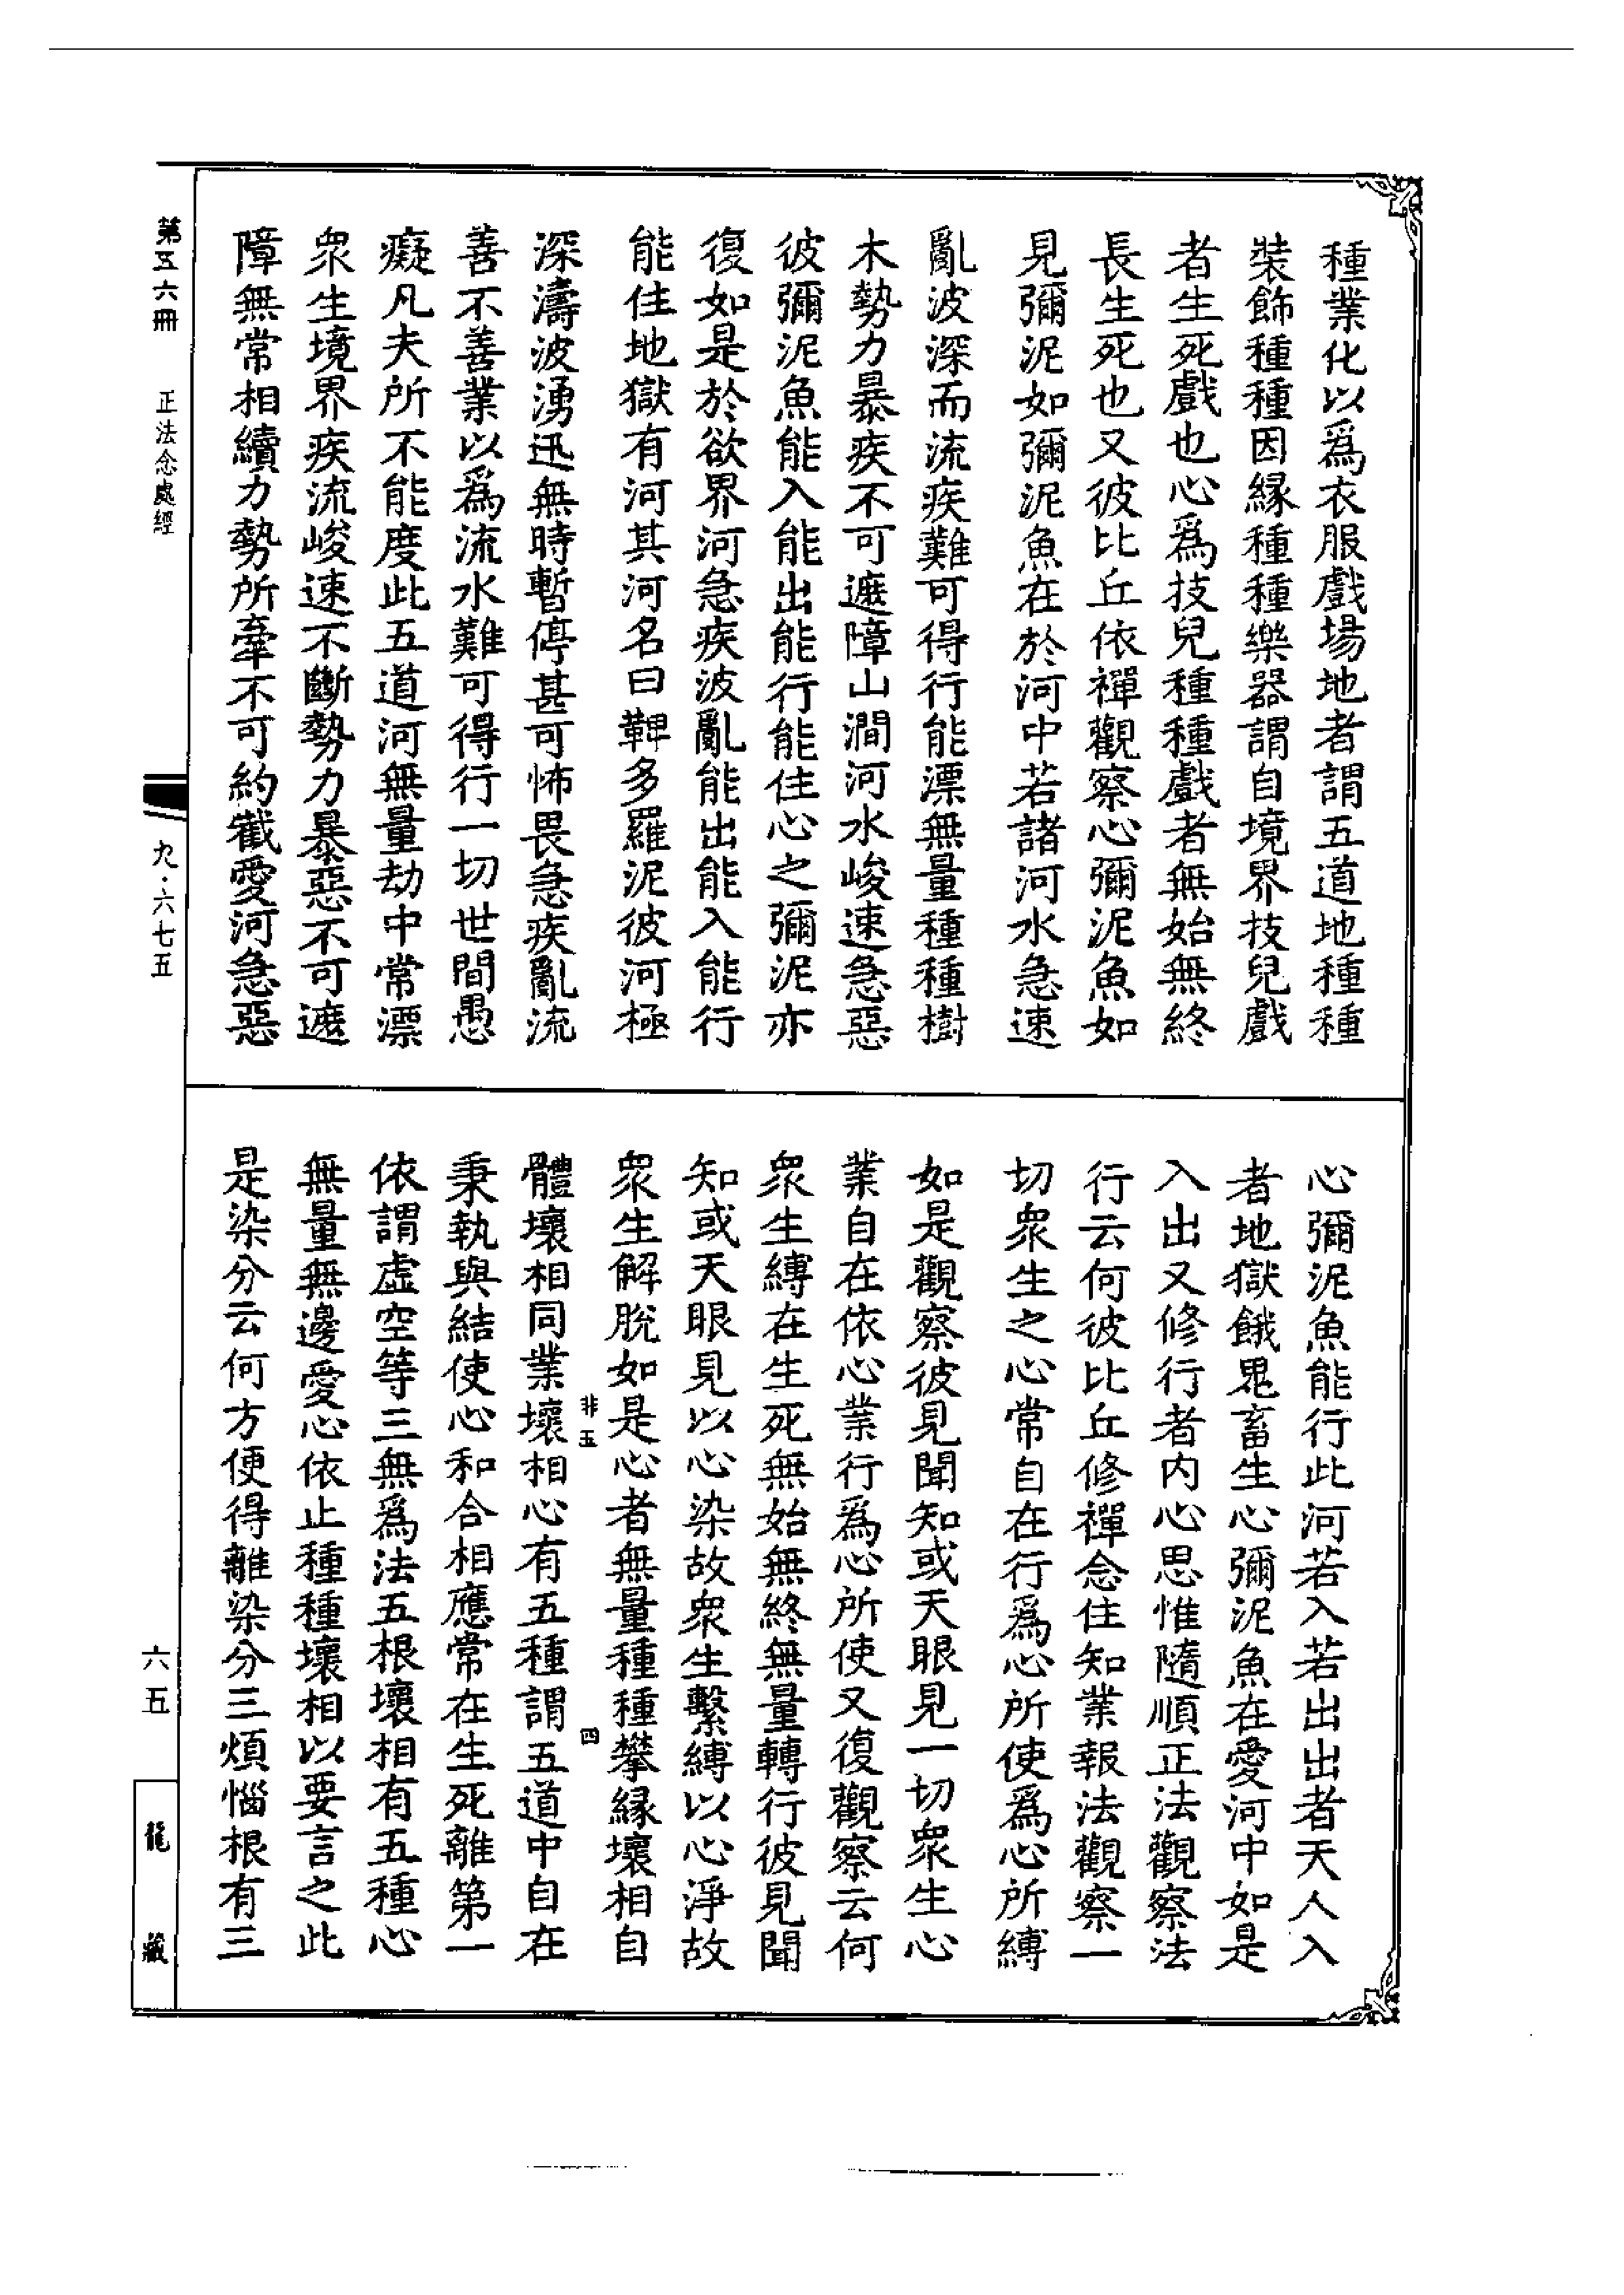 種業化以爲衣服戲場地者謂五道地種種
裝飾種種因緣種種樂器謂自境界技兒戲
者生死戲也心爲技兒種種戲者無始無終
長生死也又彼比丘依禪觀察心彌泥魚如
見彌泥如彌泥魚在於河中若諸河水急速
亂波深而流疾難可得行能漂無量種種樹
木勢力暴疾不可遮障山澗河水峻速急惡
彼彌泥魚能入能出能行能住心之彌泥亦
復如是於欲界河急疾波亂能出能入能行
能住地獄有河其河名曰鞞多羅泥彼河極
深濤波湧迅無時暫停甚可怖畏急疾亂流
善不善業以爲流水難可得行一切世間愚
癡凡夫所不能度此五道河無量劫中常漂
衆生境界疾流峻速不斷勢力暴惡不可遮
障無常相續力勢所牽不可約截愛河急惡
心彌泥魚能行此河若入若出出者天人入
者地獄餓鬼畜生心彌泥魚在愛河中如是
入出又修行者內心思惟隨順正法觀察法
行云何彼比丘修禪念住知業報法觀察一
切衆生之心常自在行爲心所使爲心所縛
如是觀察彼見聞知或天眼見一切衆生心
業自在依心業行爲心所使又復觀察云何
衆生縛在生死無始無終無量轉行彼見聞
知或天眼見以心染故衆生繫縛以心淨故
衆生解脫如是心者無量種種攀緣壞相自
非五
四
體壞相同業壞相心有五種謂五道中自在
秉執與結使心和合相應常在生死離第一
依謂虛空等三無爲法五根壞相有五種心
無量無邊愛心依止種種壞相以要言之此
是染分云何方便得離染分三煩惱根有三
第五六冊
正法念處經
九·六七五
六五
龍藏